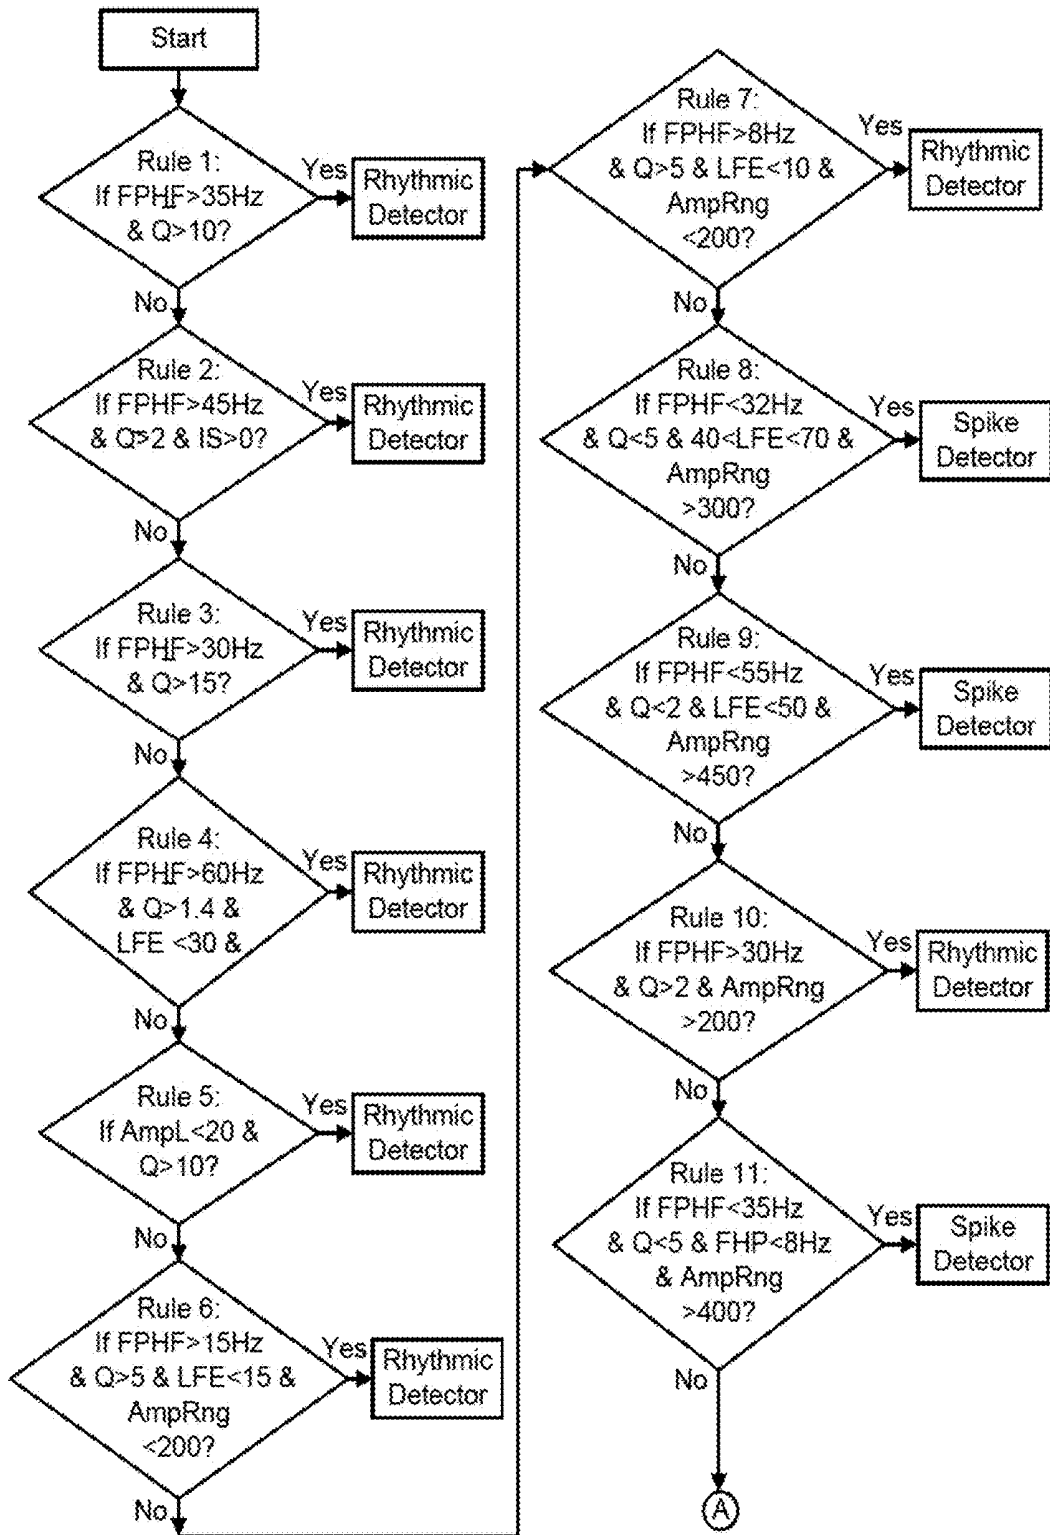 Start
Rule 1:
If FPHF>35Hz
& Q>10?
Yes
Rhythmic
Detector
No
Rule 2:
If FPHF>45Hz
& Q>2 & IS>0?
Yes
Rhythmic
Detector
No
Rule 3:
If FPHF>30Hz
& Q>15?
Yes
Rhythmic
Detector
No
Rule 4:
If FPHF>60Hz
& Q>1.4 &
LFE <30 &
Yes
Rhythmic
Detector
No
Rule 5:
If AmpL<20 &
Q>10?
Yes
Rhythmic
Detector
No
Rule 6:
If FPHF>15Hz
& Q>5 & LFE<15 &
AmpRng
<200?
Yes
Rhythmic
Detector
No
Rule 7:
If FPHF>8Hz
& Q>5 & LFE<10 &
AmpRng
<200?
Yes
Rhythmic
Detector
No
Rule 8:
If FPHF<32Hz
& Q<5 & 40<LFE<70 &
AmpRng
>300?
Yes
Spike
Detector
No
Rule 9:
If FPHF<55Hz
& Q<2 & LFE<50 &
AmpRng
>450?
Yes
Spike
Detector
No
Rule 10:
If FPHF>30Hz
& Q>2 & AmpRng
>200?
Yes
Rhythmic
Detector
No
Rule 11:
If FPHF<35Hz
& Q<5 & FHP<8Hz
& AmpRng
>400?
Yes
Spike
Detector
No
A